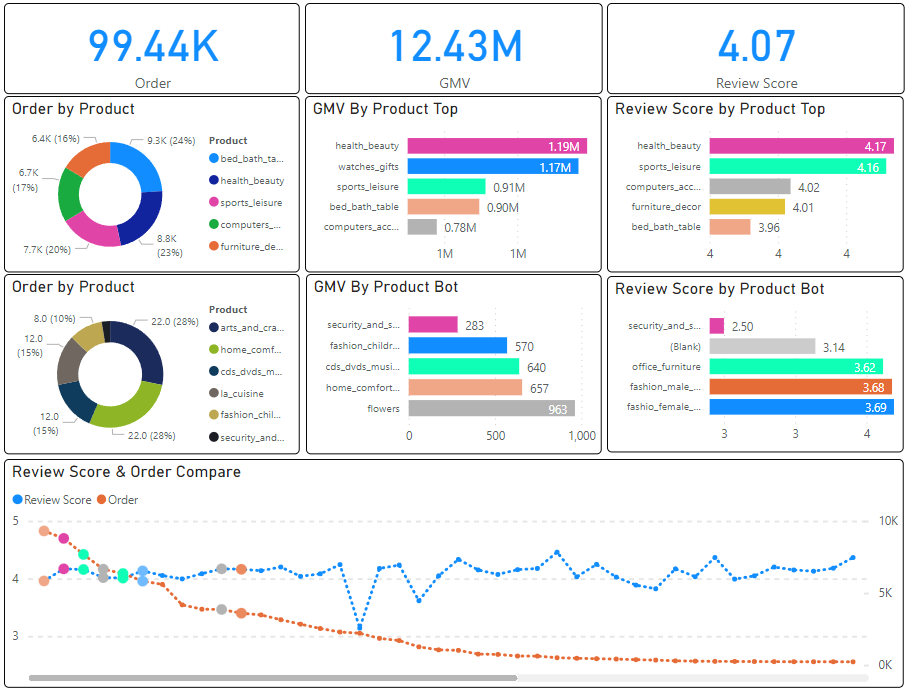 99.44K
Order
12.43M
GMV
4.07
Review Score
Order by Product
6.4K (16%)
9.3K (24%)
6.7K
(17%)
7.7K (20%)
8.8K
(23%)
Product
bed_bath_ta...
health_beauty
sports_leisure
computers_...
furniture_de...
GMV By Product Top
health_beauty 1.19M
watches_gifts 1.17M
sports_leisure 0.91M
bed_bath_table 0.90M
computers_acc... 0.78M
1M 1M
Review Score by Product Top
health_beauty 4.17
sports_leisure 4.16
computers_acc... 4.02
furniture_decor 4.01
bed_bath_table 3.96
4 4 4
Order by Product
8.0 (10%)
22.0 (28%)
12.0
(15%)
12.0
(15%)
22.0 (28%)
Product
arts_and_cra...
home_comf...
cds_dvds_m...
la_cuisine
fashion_chil...
security_and...
GMV By Product Bot
security_and_s... 283
fashion_childr... 570
cds_dvds_musi... 640
home_comfort... 657
flowers 963
0 500 1,000
Review Score by Product Bot
security_and_s... 2.50
(Blank) 3.14
office_furniture 3.62
fashion_male_... 3.68
fashio_female_... 3.69
3 3 4
Review Score & Order Compare
Review Score Order
5 10K
4
5K
3
0K